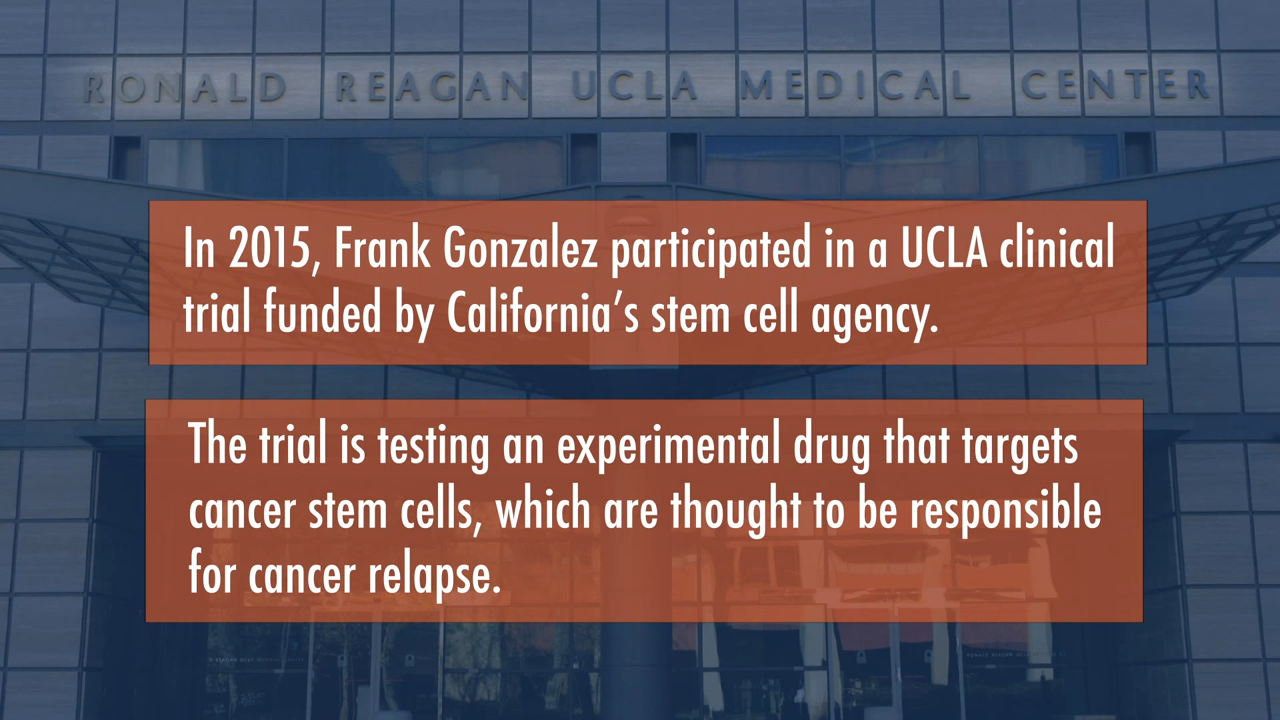 RONALD REAGAN UCLA MEDICAL CENTER
In 2015, Frank Gonzalez participated in a UCLA clinical
trial funded by California's stem cell agency.
The trial is testing an experimental drug that targets
cancer stem cells, which are thought to be responsible
for cancer relapse.